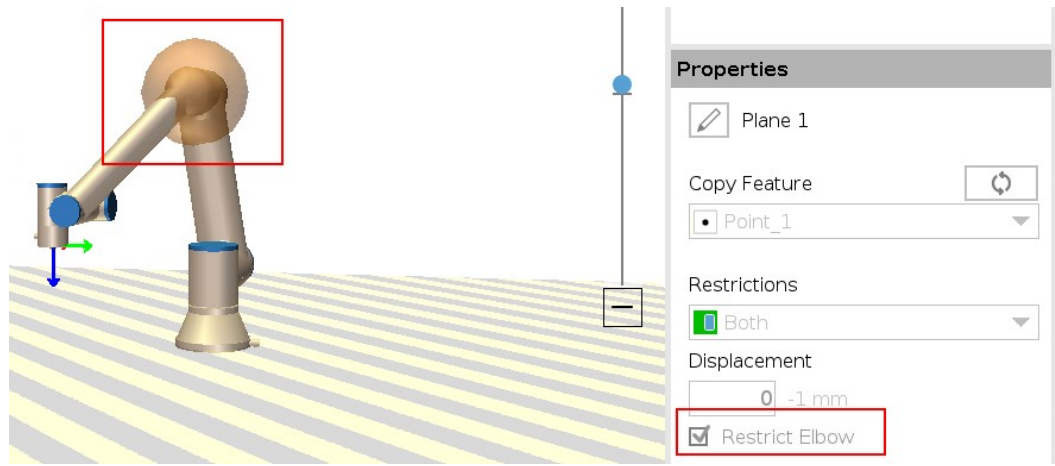 Properties
Plane 1
Copy Feature
Point_1
Restrictions
Both
Displacement
0 -1 mm
Restrict Elbow